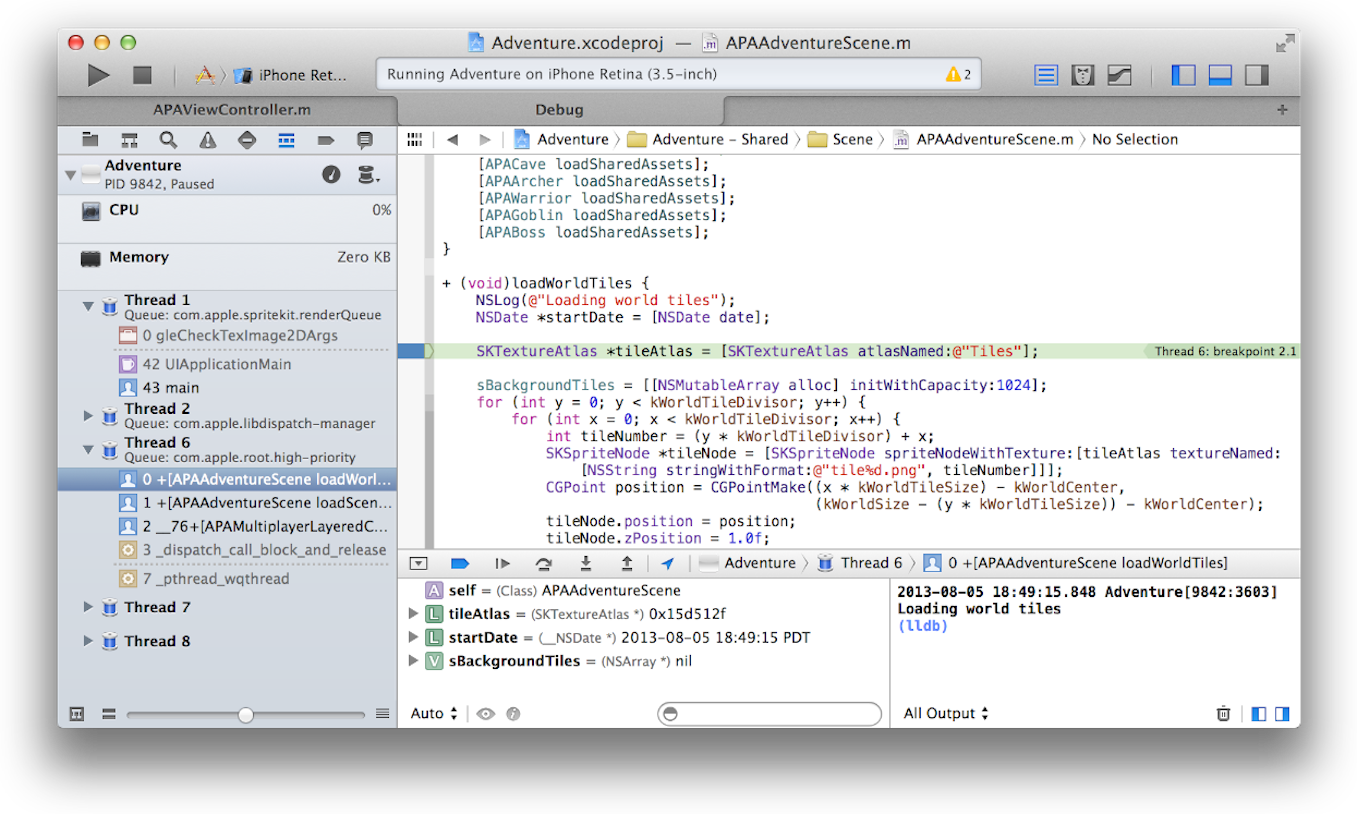 Adventure.xcodeproj — APAAdventureScene.m
iPhone Ret...
Running Adventure on iPhone Retina (3.5-inch)
2
APAViewController.m
Debug
+
Adventure
PID 9842, Paused
CPU 0%
Memory Zero KB
Thread 1
Queue: com.apple.spritekit.renderQueue
0 gleCheckTexImage2DArgs
42 UIApplicationMain
43 main
Thread 2
Queue: com.apple.libdispatch-manager
Thread 6
Queue: com.apple.root.high-priority
0 +[APAAdventureScene loadWorl...
1 +[APAAdventureScene loadScen...
2 __76+[APAMultiplayerLayeredC...
3 _dispatch_call_block_and_release
7 _pthread_wqthread
Thread 7
Thread 8
Adventure 〉 Adventure – Shared 〉 Scene 〉 APAAdventureScene.m 〉 No Selection
[APACave loadSharedAssets];
[APAArcher loadSharedAssets];
[APAWarrior loadSharedAssets];
[APAGoblin loadSharedAssets];
[APABoss loadSharedAssets];
}
+ (void)loadWorldTiles {
NSLog(@"Loading world tiles");
NSDate *startDate = [NSDate date];
SKTextureAtlas *tileAtlas = [SKTextureAtlas atlasNamed:@"Tiles"];
Thread 6: breakpoint 2.1
sBackgroundTiles = [[NSMutableArray alloc] initWithCapacity:1024];
for (int y = 0; y < kWorldTileDivisor; y++) {
for (int x = 0; x < kWorldTileDivisor; x++) {
int tileNumber = (y * kWorldTileDivisor) + x;
SKSpriteNode *tileNode = [SKSpriteNode spriteNodeWithTexture:[tileAtlas textureNamed:
[NSString stringWithFormat:@"tile%d.png", tileNumber]]];
CGPoint position = CGPointMake((x * kWorldTileSize) - kWorldCenter,
(kWorldSize - (y * kWorldTileSize)) - kWorldCenter);
tileNode.position = position;
tileNode.zPosition = 1.0f;
Adventure 〉 Thread 6 〉 0 +[APAAdventureScene loadWorldTiles]
A self = (Class) APAAdventureScene
L tileAtlas = (SKTextureAtlas *) 0x15d512f
L startDate = (__NSDate *) 2013-08-05 18:49:15 PDT
V sBackgroundTiles = (NSArray *) nil
Auto
2013-08-05 18:49:15.848 Adventure[9842:3603]
Loading world tiles
(lldb)
All Output